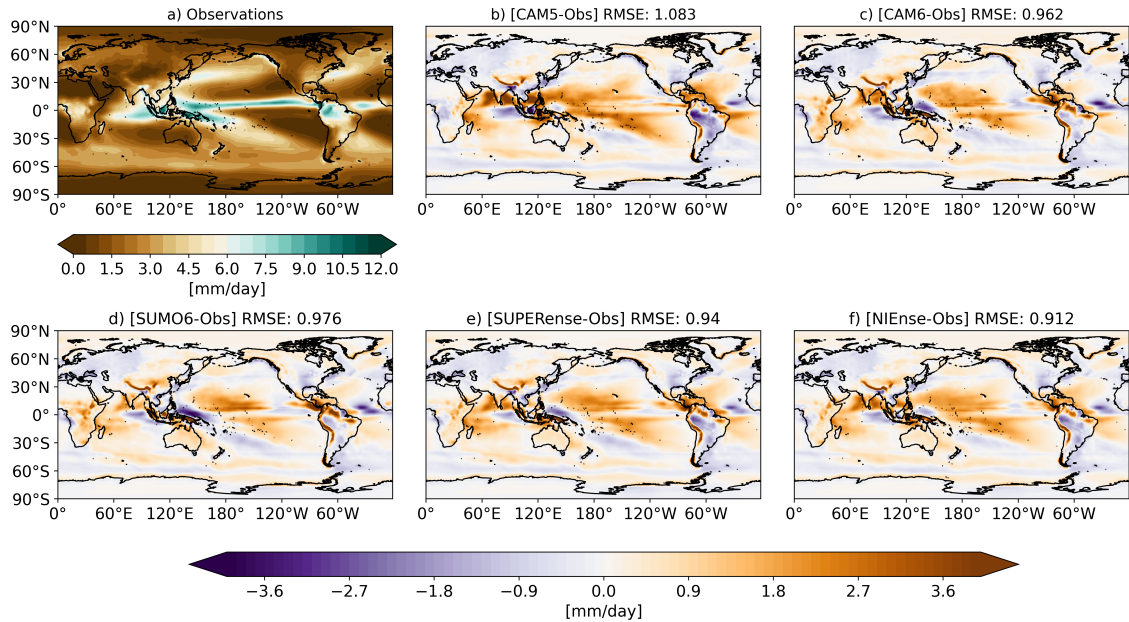 a) Observations
b) [CAM5-Obs] RMSE: 1.083
c) [CAM6-Obs] RMSE: 0.962
90°N
60°N
30°N
0°
30°S
60°S
90°S
0° 60°E 120°E 180° 120°W 60°W
0° 60°E 120°E 180° 120°W 60°W
0° 60°E 120°E 180° 120°W 60°W
0.0 1.5 3.0 4.5 6.0 7.5 9.0 10.5 12.0
[mm/day]
d) [SUMO6-Obs] RMSE: 0.976
e) [SUPERense-Obs] RMSE: 0.94
f) [NIEnse-Obs] RMSE: 0.912
90°N
60°N
30°N
0°
30°S
60°S
90°S
0° 60°E 120°E 180° 120°W 60°W
0° 60°E 120°E 180° 120°W 60°W
0° 60°E 120°E 180° 120°W 60°W
−3.6 −2.7 −1.8 −0.9 0.0 0.9 1.8 2.7 3.6
[mm/day]